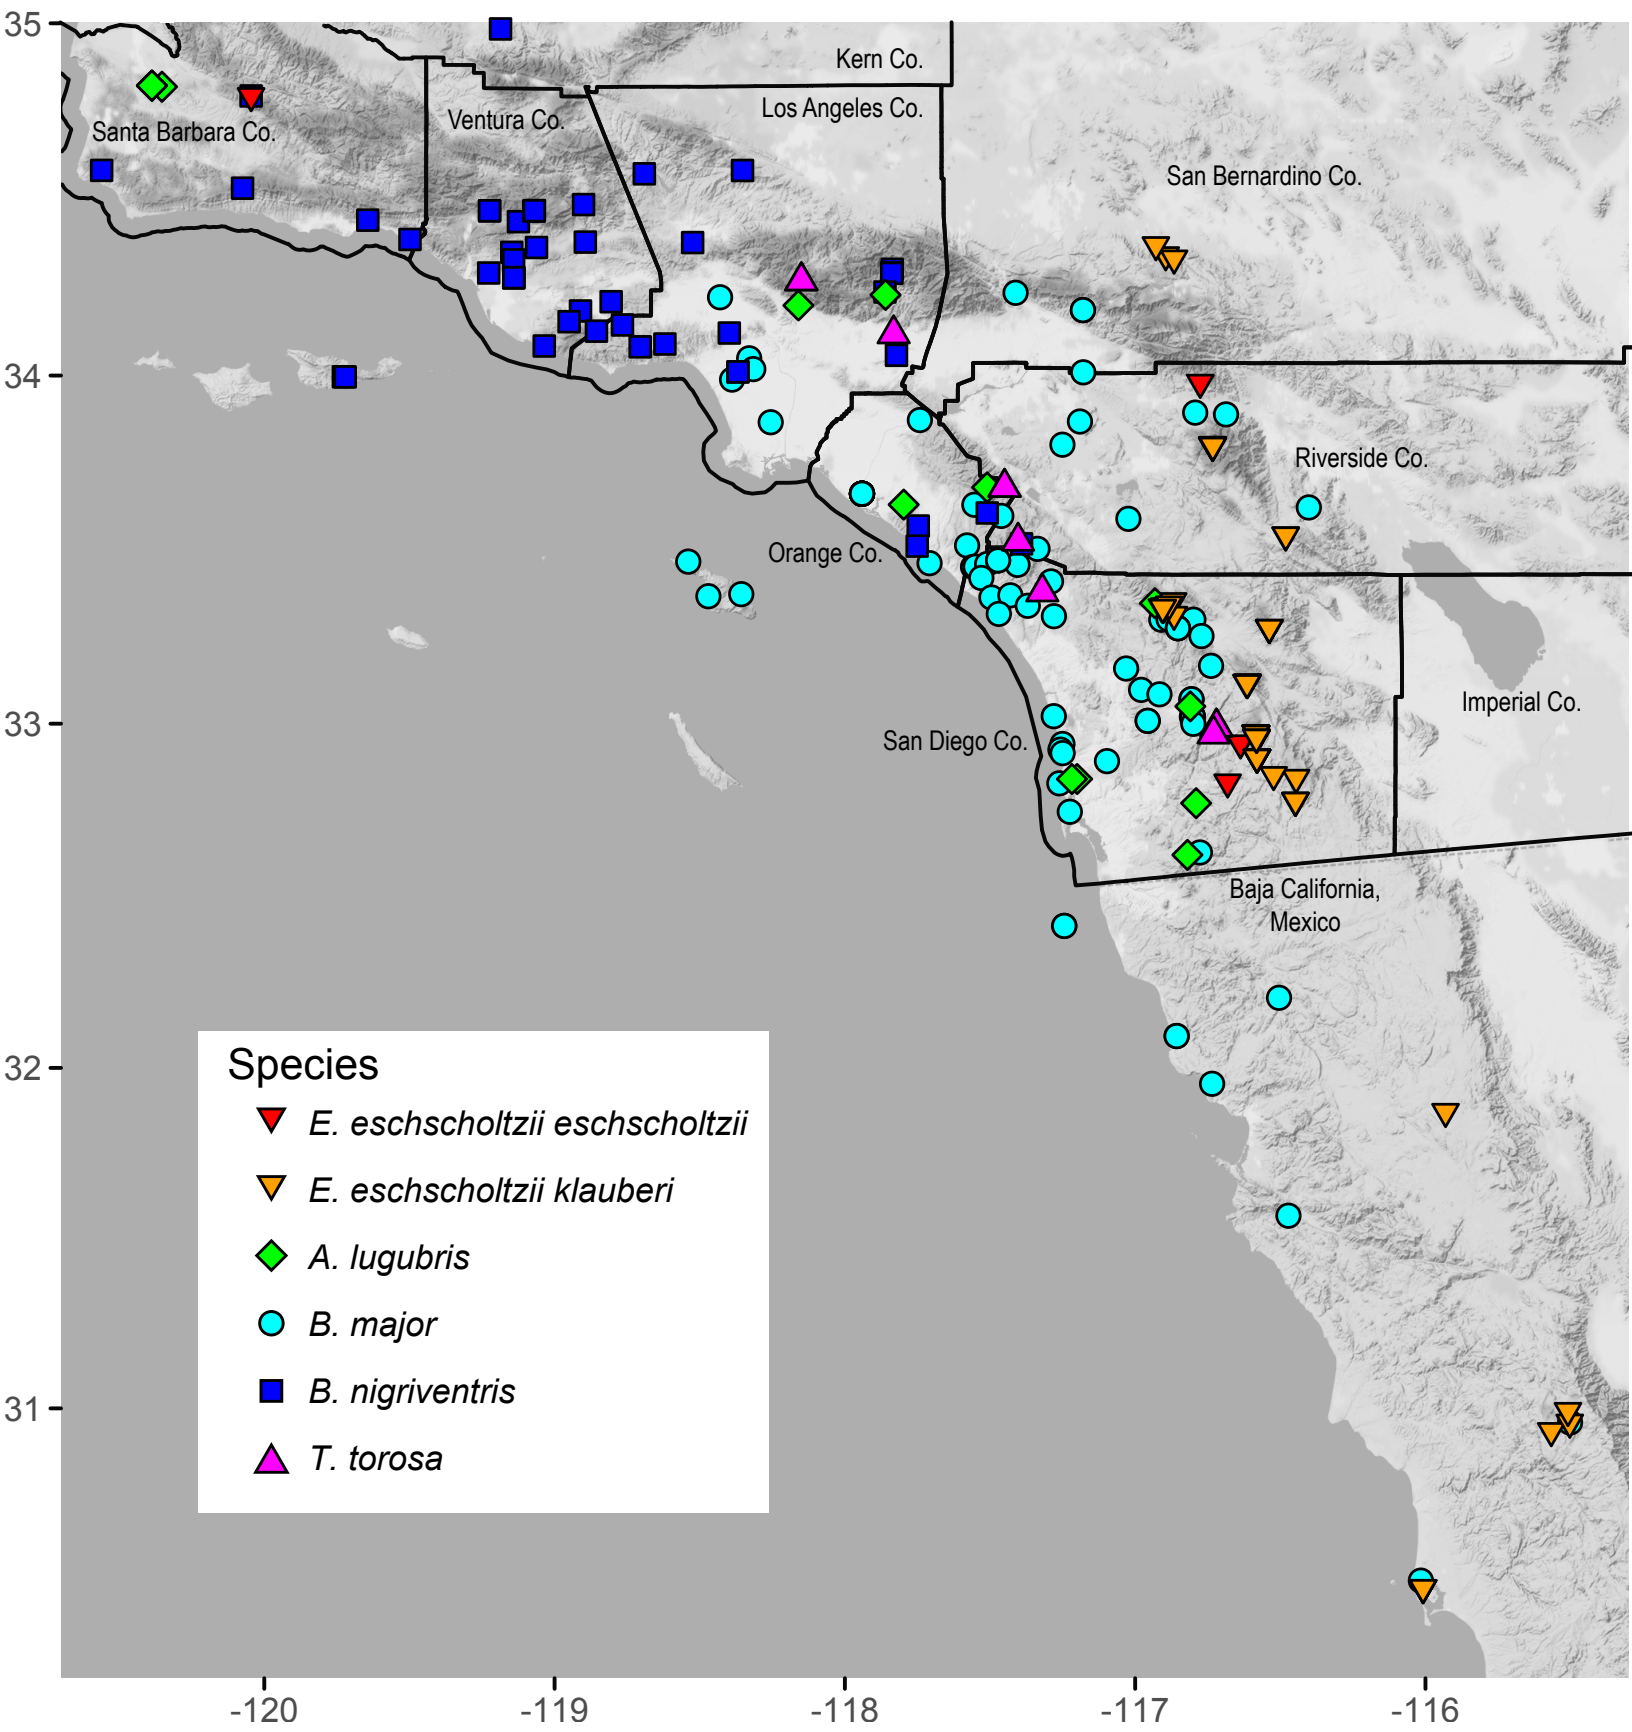 35
34
33
32
31
Kern Co.
Los Angeles Co.
Ventura Co.
Santa Barbara Co.
San Bernardino Co.
Riverside Co.
Orange Co.
Imperial Co.
San Diego Co.
Baja California,
Mexico
Species
E. eschscholtzii eschscholtzii
E. eschscholtzii klauberi
A. lugubris
B. major
B. nigriventris
T. torosa
-120
-119
-118
-117
-116